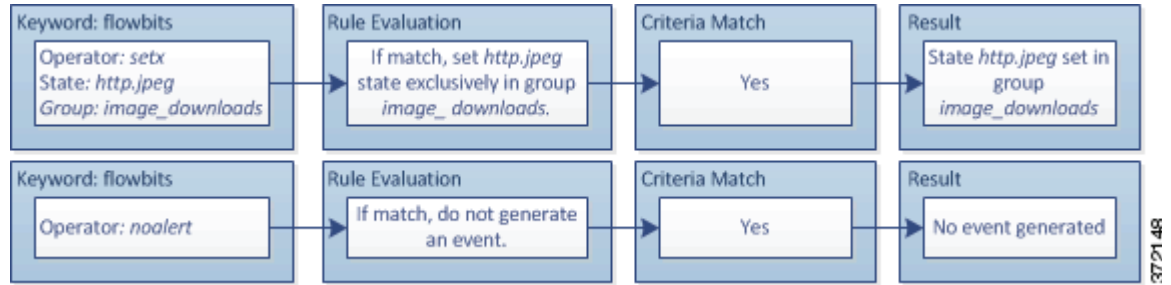 Keyword: flowbits
Operator: setx
State: http.jpeg
Group: image_downloads
Rule Evaluation
If match, set http.jpeg
state exclusively in group
image_ downloads.
Criteria Match
Yes
Result
State http.jpeg set in
group
image_downloads
Keyword: flowbits
Operator: noalert
Rule Evaluation
If match, do not generate
an event.
Criteria Match
Yes
Result
No event generated
372148